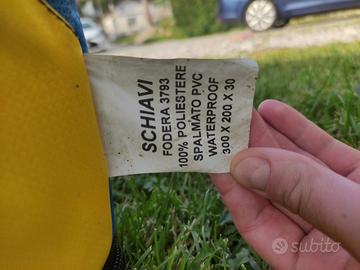 SCHIAVI
FODERA 3793
100% POLIESTERE
SPALMATO PVC
WATERPROOF
300 X 200 X 30
subito